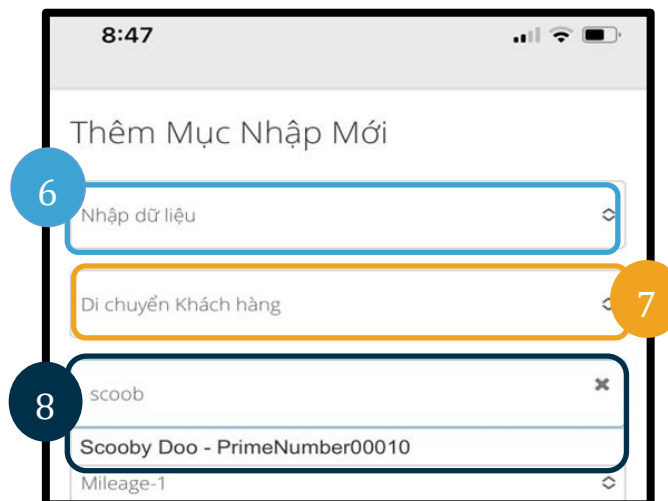 8:47
Thêm Mục Nhập Mới
6
Nhập dữ liệu
Di chuyển Khách hàng
7
8
scoob
Scooby Doo - PrimeNumber00010
Mileage-1